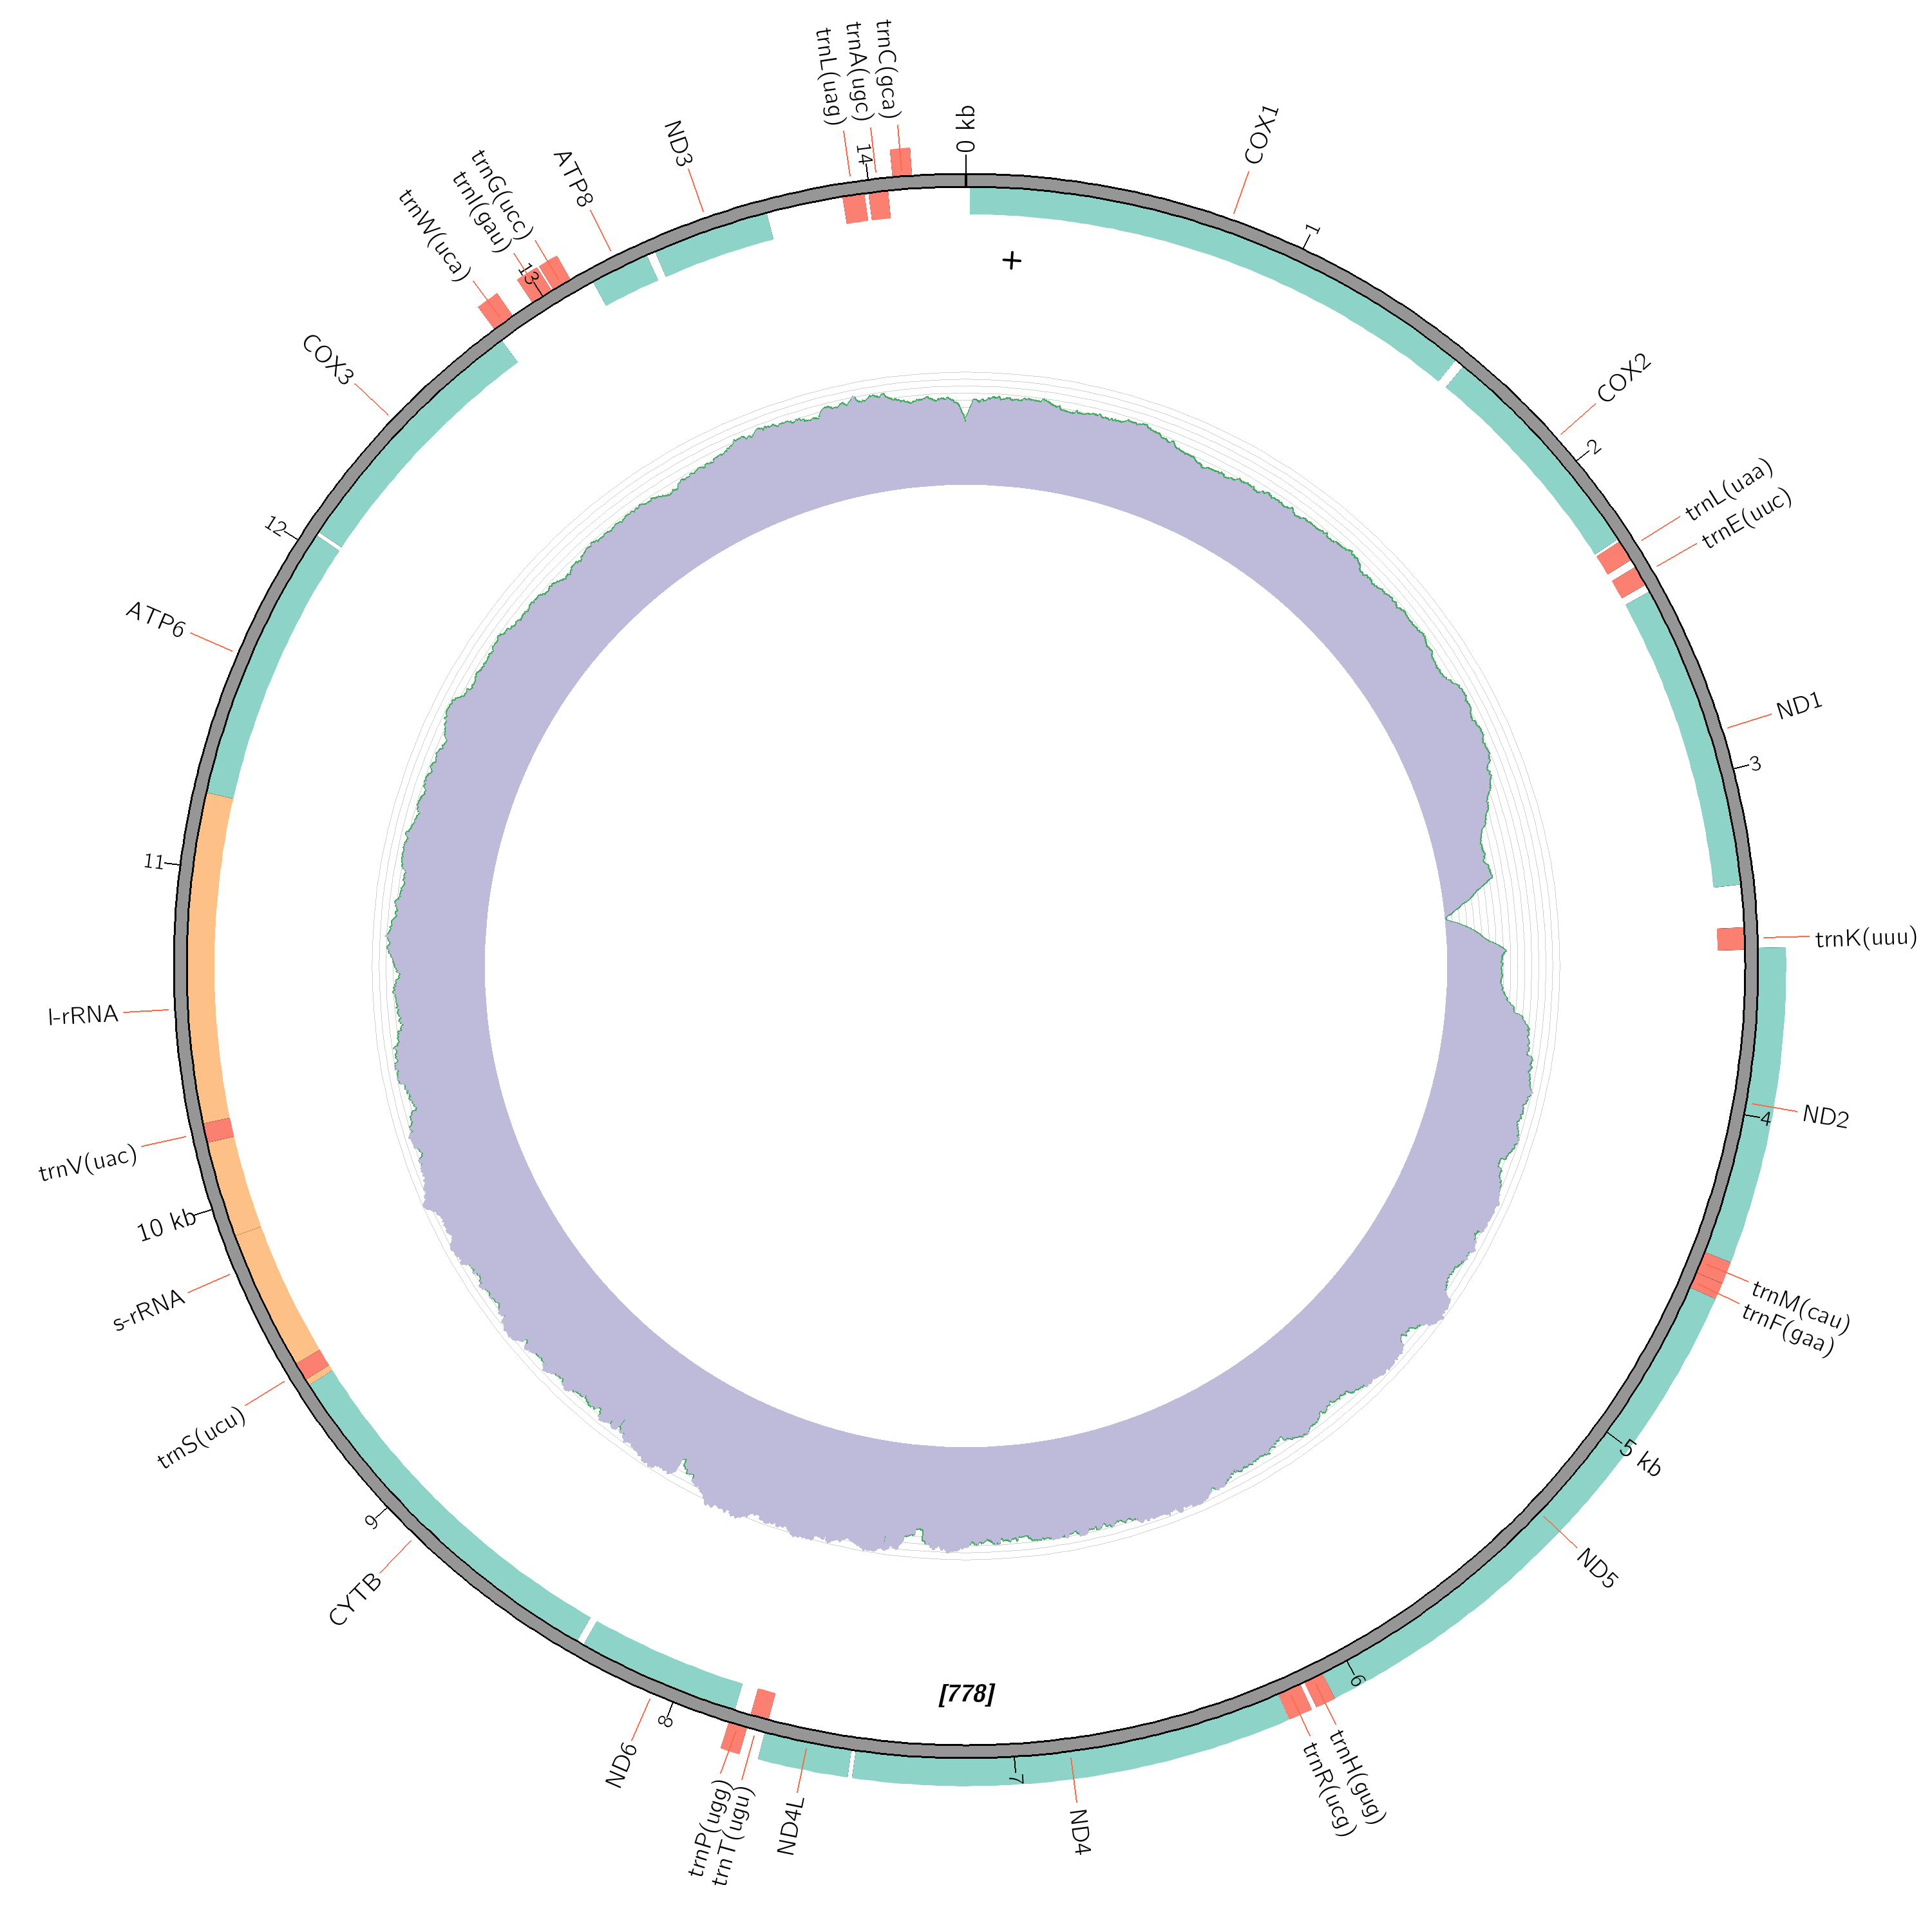 0 kb
COX1
1
COX2
2
trnL(uaa)
trnE(uuc)
ND1
3
trnK(uuu)
ND2
4
trnM(cau)
trnF(gaa)
5 kb
ND5
6
trnH(gug)
trnR(ucg)
ND4
7
ND4L
trnT(ugu)
trnP(ugg)
8
ND6
CYTB
9
trnS(ucu)
s-rRNA
10 kb
trnV(uac)
l-rRNA
11
ATP6
12
COX3
trnW(uca)
13
trnI(gau)
trnG(ucc)
ATP8
ND3
trnL(uag)
14
trnA(ugc)
trnC(gca)
+
[778]